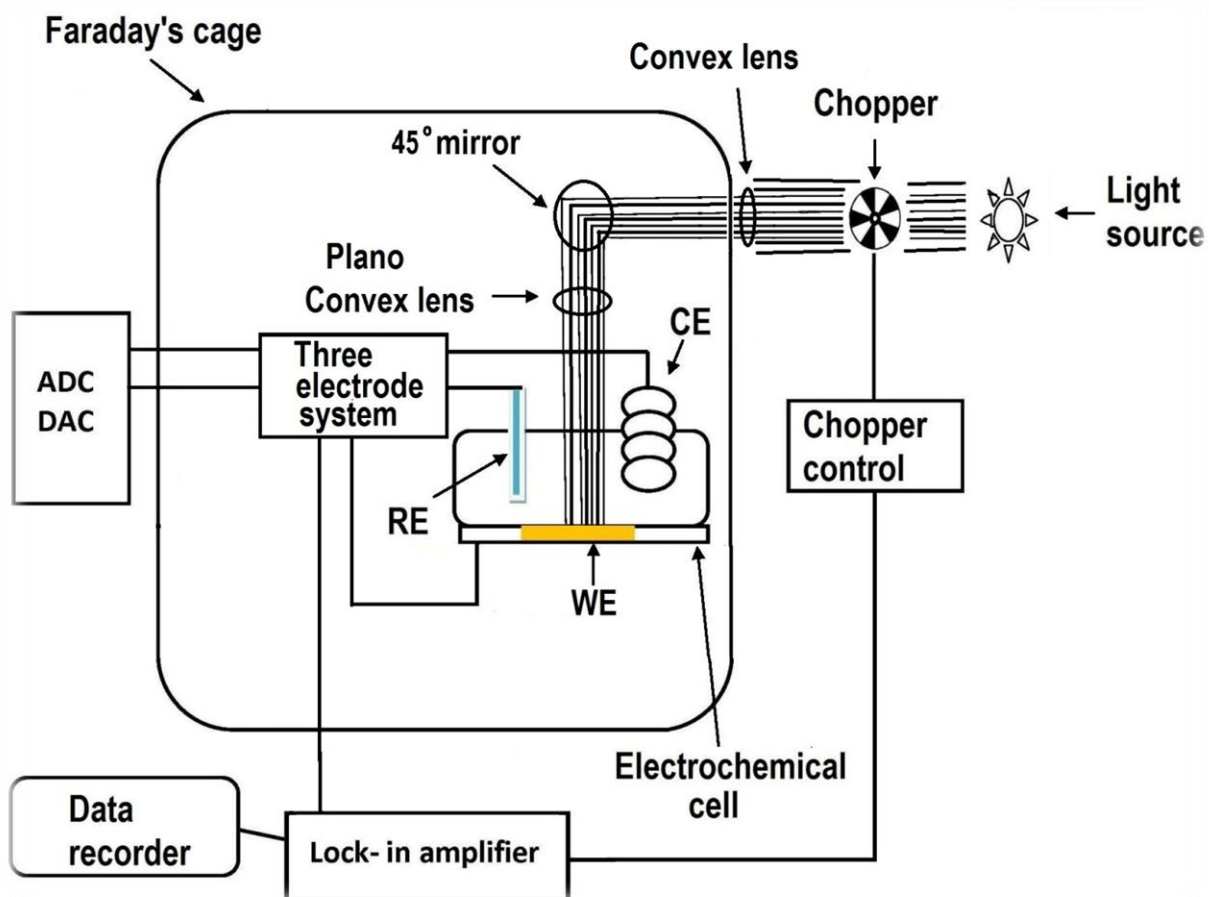 Faraday's cage
Convex lens
Chopper
45° mirror
Light
source
Plano
Convex lens
CE
ADC
DAC
Three
electrode
system
Chopper
control
RE
WE
Electrochemical
cell
Data
recorder
Lock- in amplifier